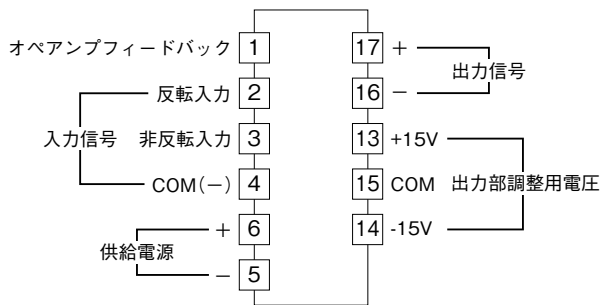 オペアンプフィードバック 1
反転入力 2
入力信号
非反転入力 3
COM(−) 4
+ 6
供給電源
− 5
17 +
出力信号
16 −
13 +15V
15 COM 出力部調整用電圧
14 -15V